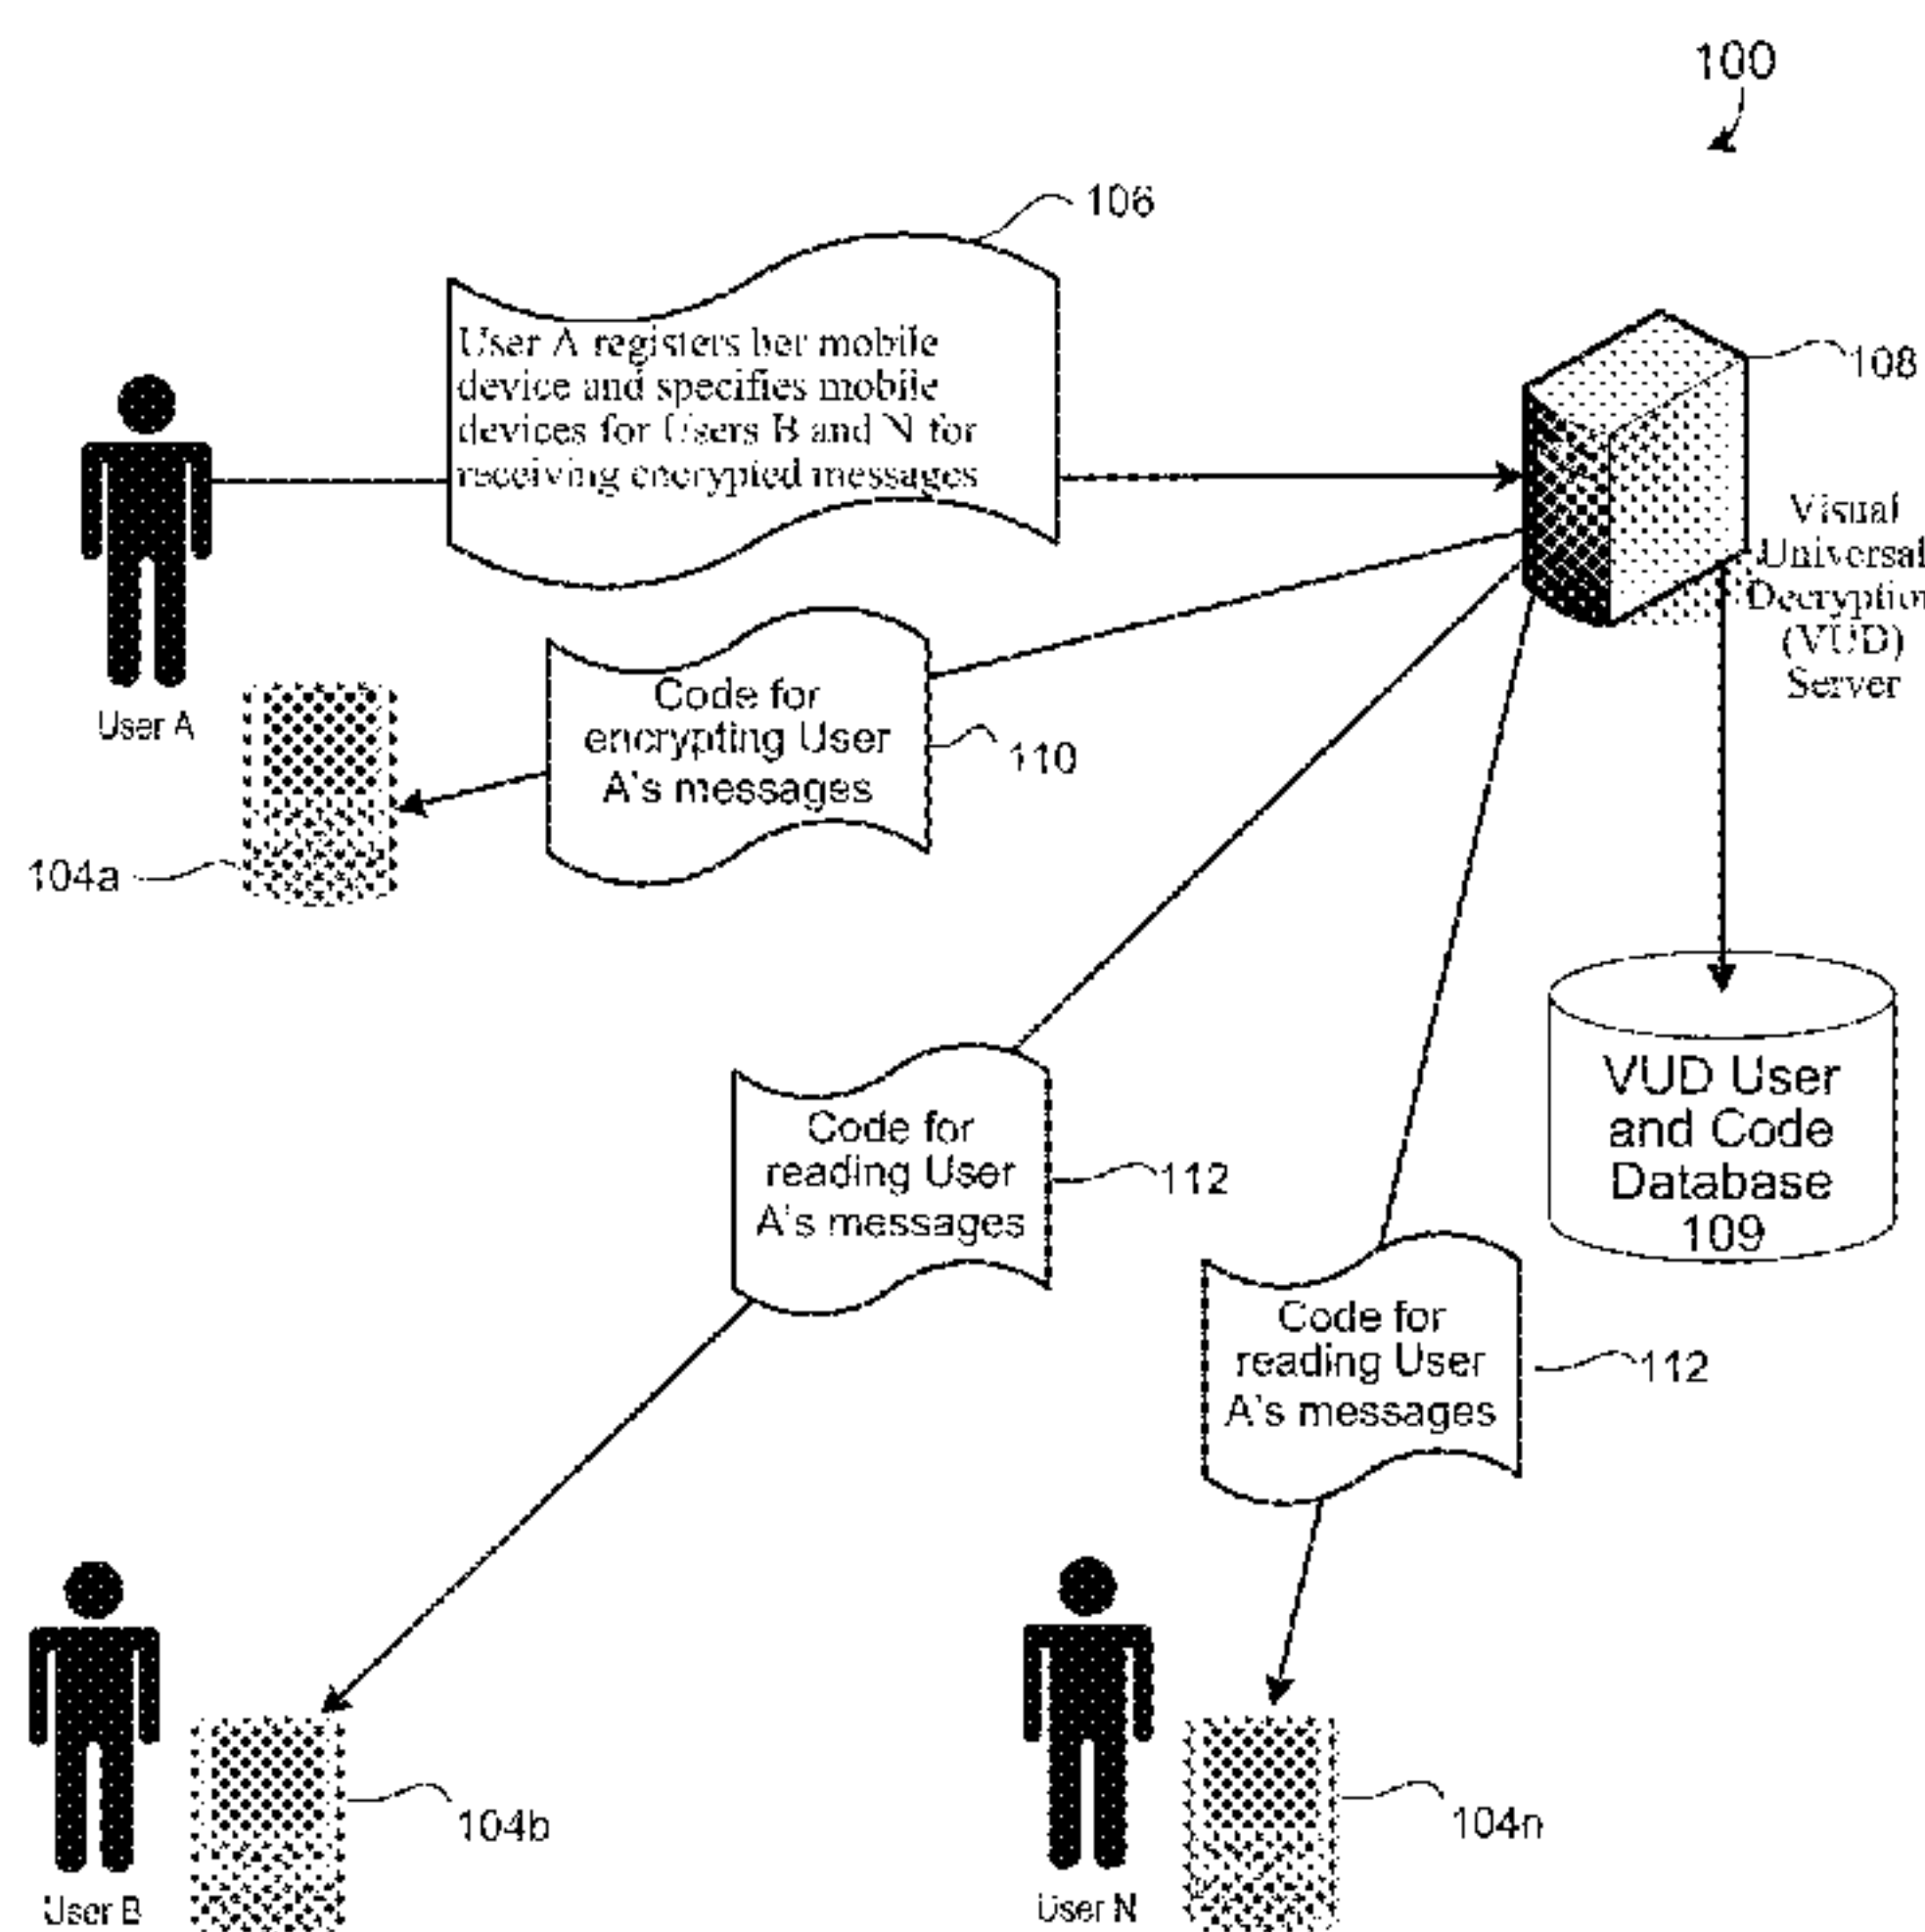 100
106
User A registers her mobile
device and specifies mobile
devices for Users B and N for
receiving encrypted messages
108
Visual
Universal
Decryption
(VUD)
Server
User A
Code for
encrypting User
A's messages
110
104a
Code for
reading User
A's messages
112
VUD User
and Code
Database
109
Code for
reading User
A's messages
112
User B
104b
User N
104n